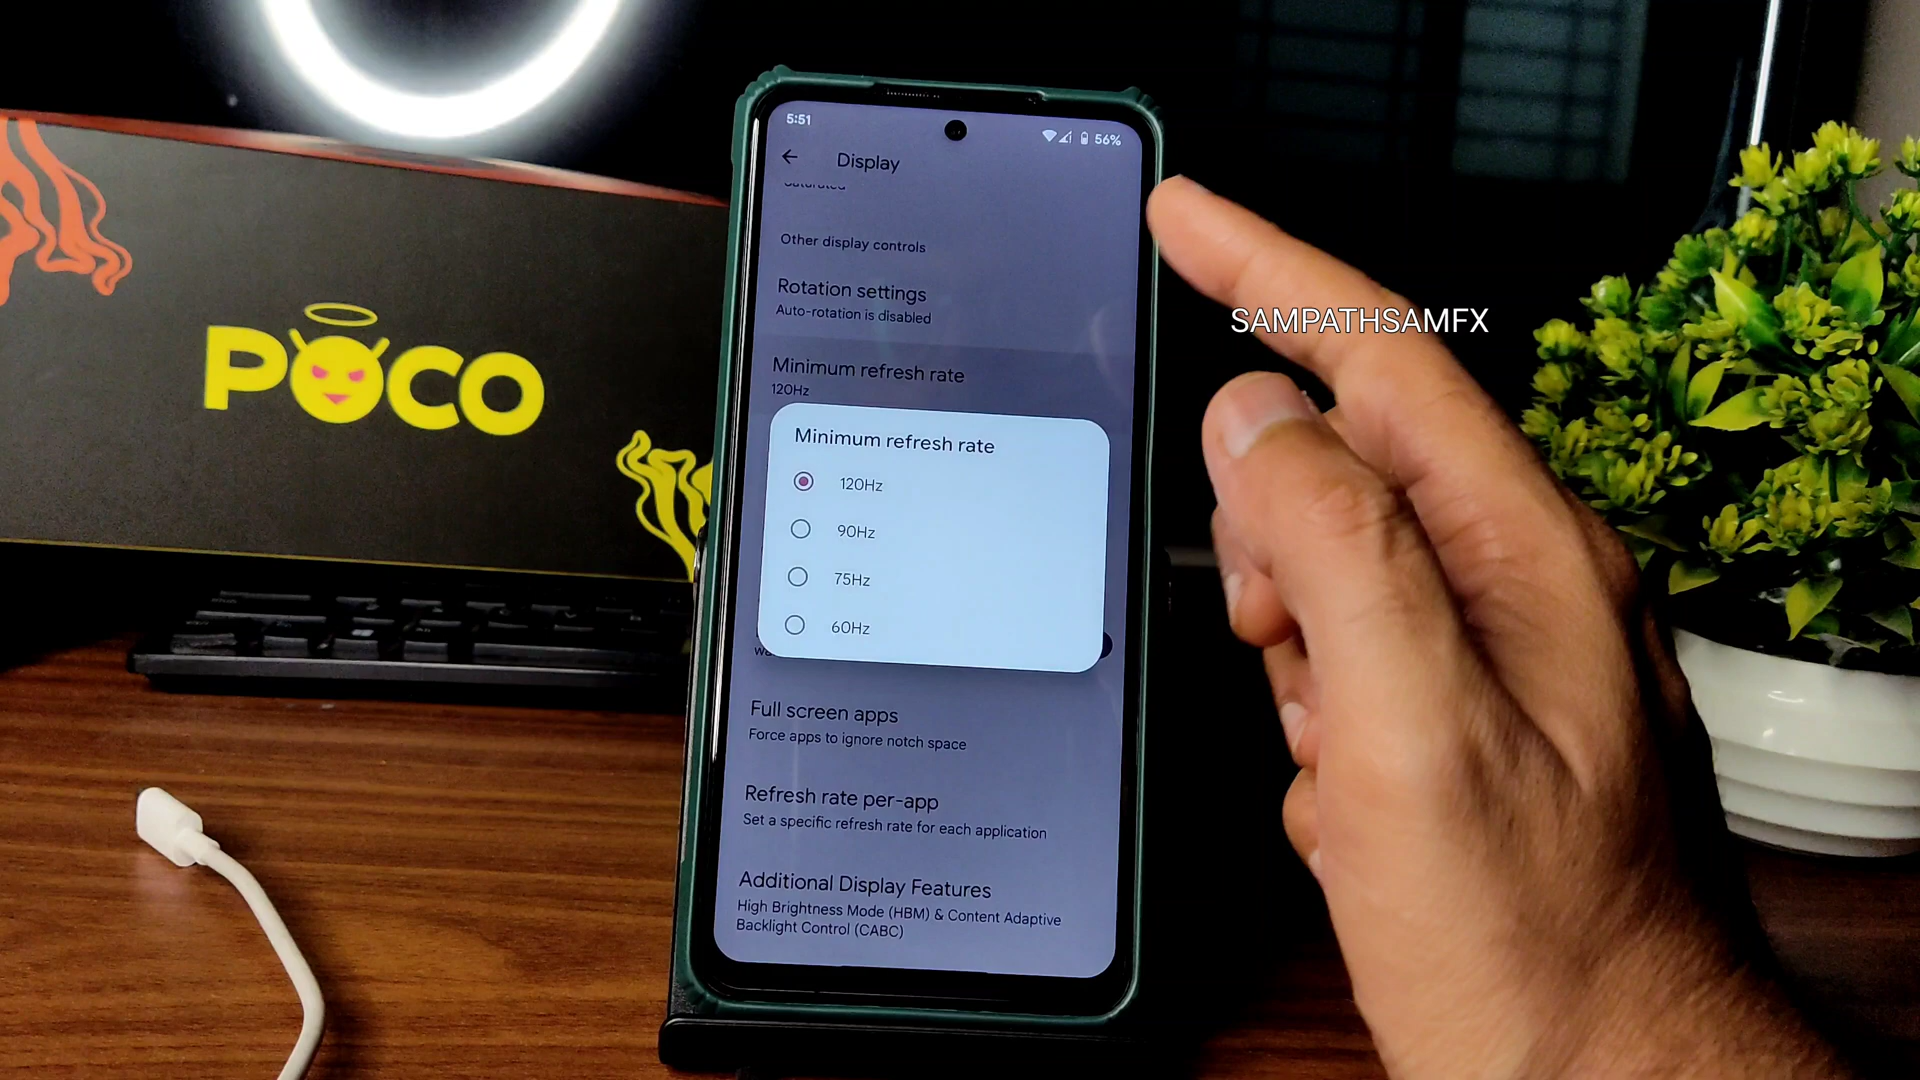 POCO
5:51
56%
Display
Saturated
Other display controls
Rotation settings
Auto-rotation is disabled
Minimum refresh rate
120Hz
Minimum refresh rate
120Hz
90Hz
75Hz
60Hz
Full screen apps
Force apps to ignore notch space
Refresh rate per-app
Set a specific refresh rate for each application
Additional Display Features
High Brightness Mode (HBM) & Content Adaptive
Backlight Control (CABC)
SAMPATHSAMFX